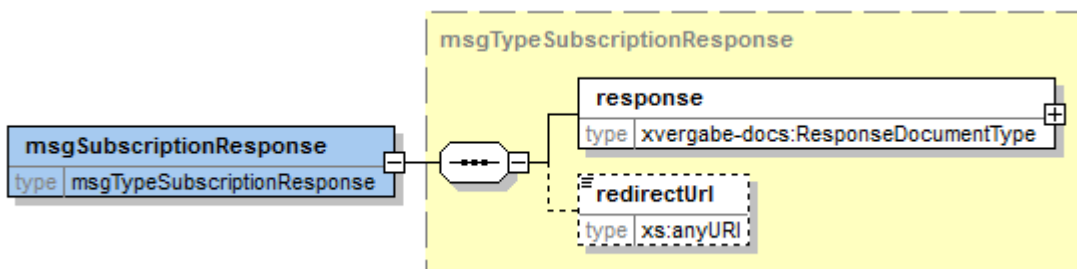 msgTypeSubscriptionResponse
response
type xvergabe-docs:ResponseDocumentType
msgSubscriptionResponse
type msgTypeSubscriptionResponse
redirectUrl
type xs:anyURI